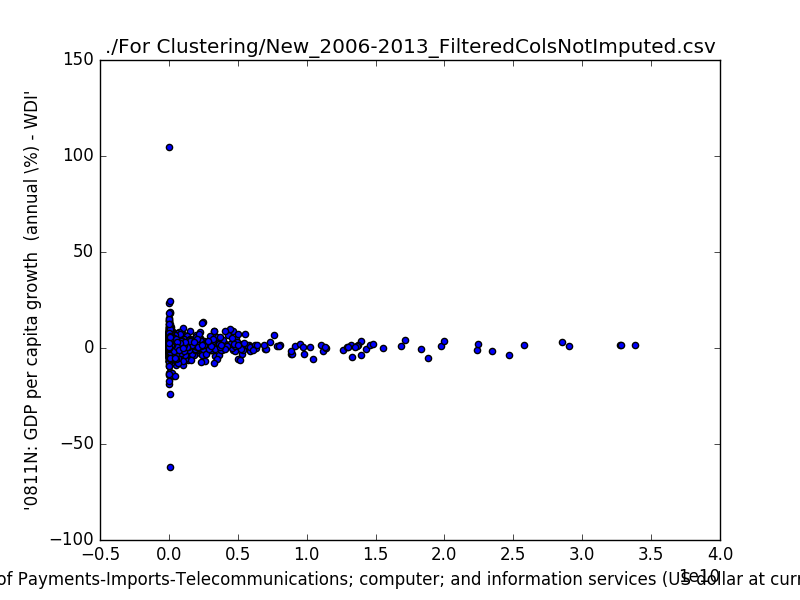 ./For Clustering/New_2006-2013_FilteredColsNotImputed.csv
'0811N: GDP per capita growth  (annual \%) - WDI'
150
100
50
0
−50
−100
−0.5 0.0 0.5 1.0 1.5 2.0 2.5 3.0 3.5 4.0
1e10
of Payments-Imports-Telecommunications; computer; and information services (US dollar at curr